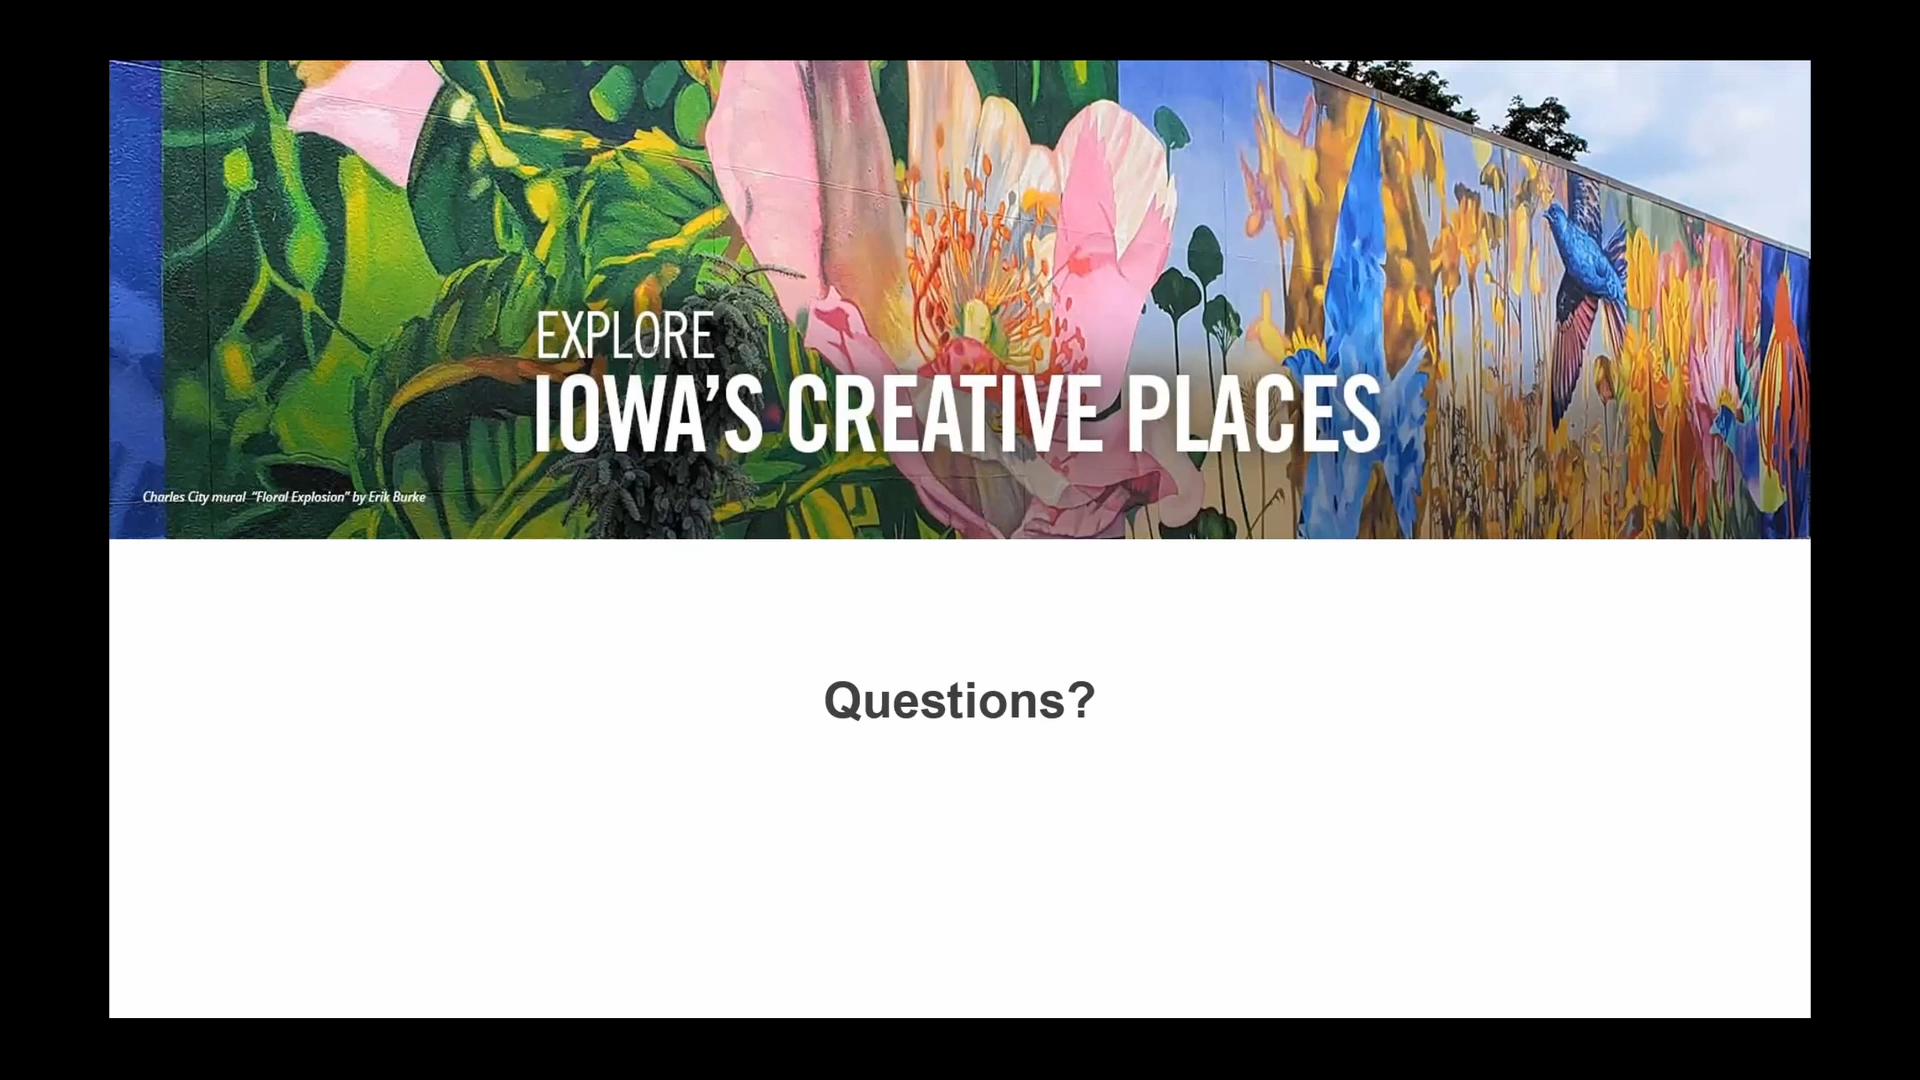 EXPLORE
IOWA’S CREATIVE PLACES
Charles City mural “Floral Explosion” by Erik Burke
Questions?